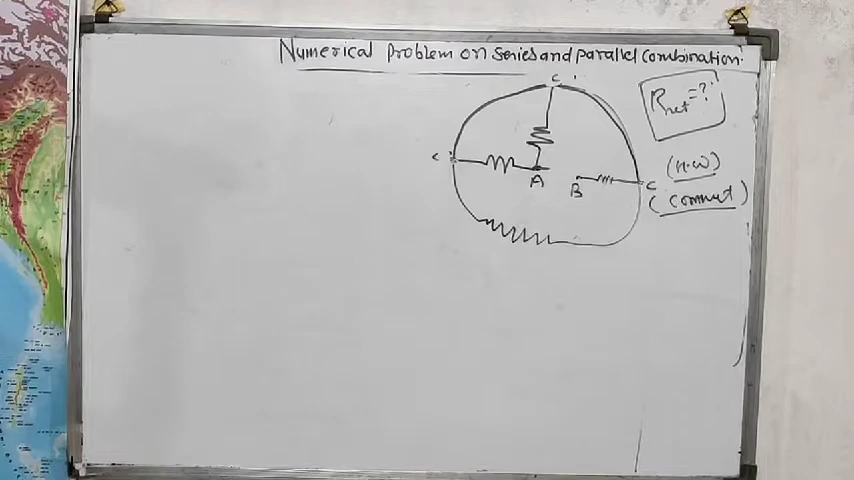 Numerical Problem on series and parallel Combination:
C
Rnet=?
C
A
B
C
(H.W)
(Comment)